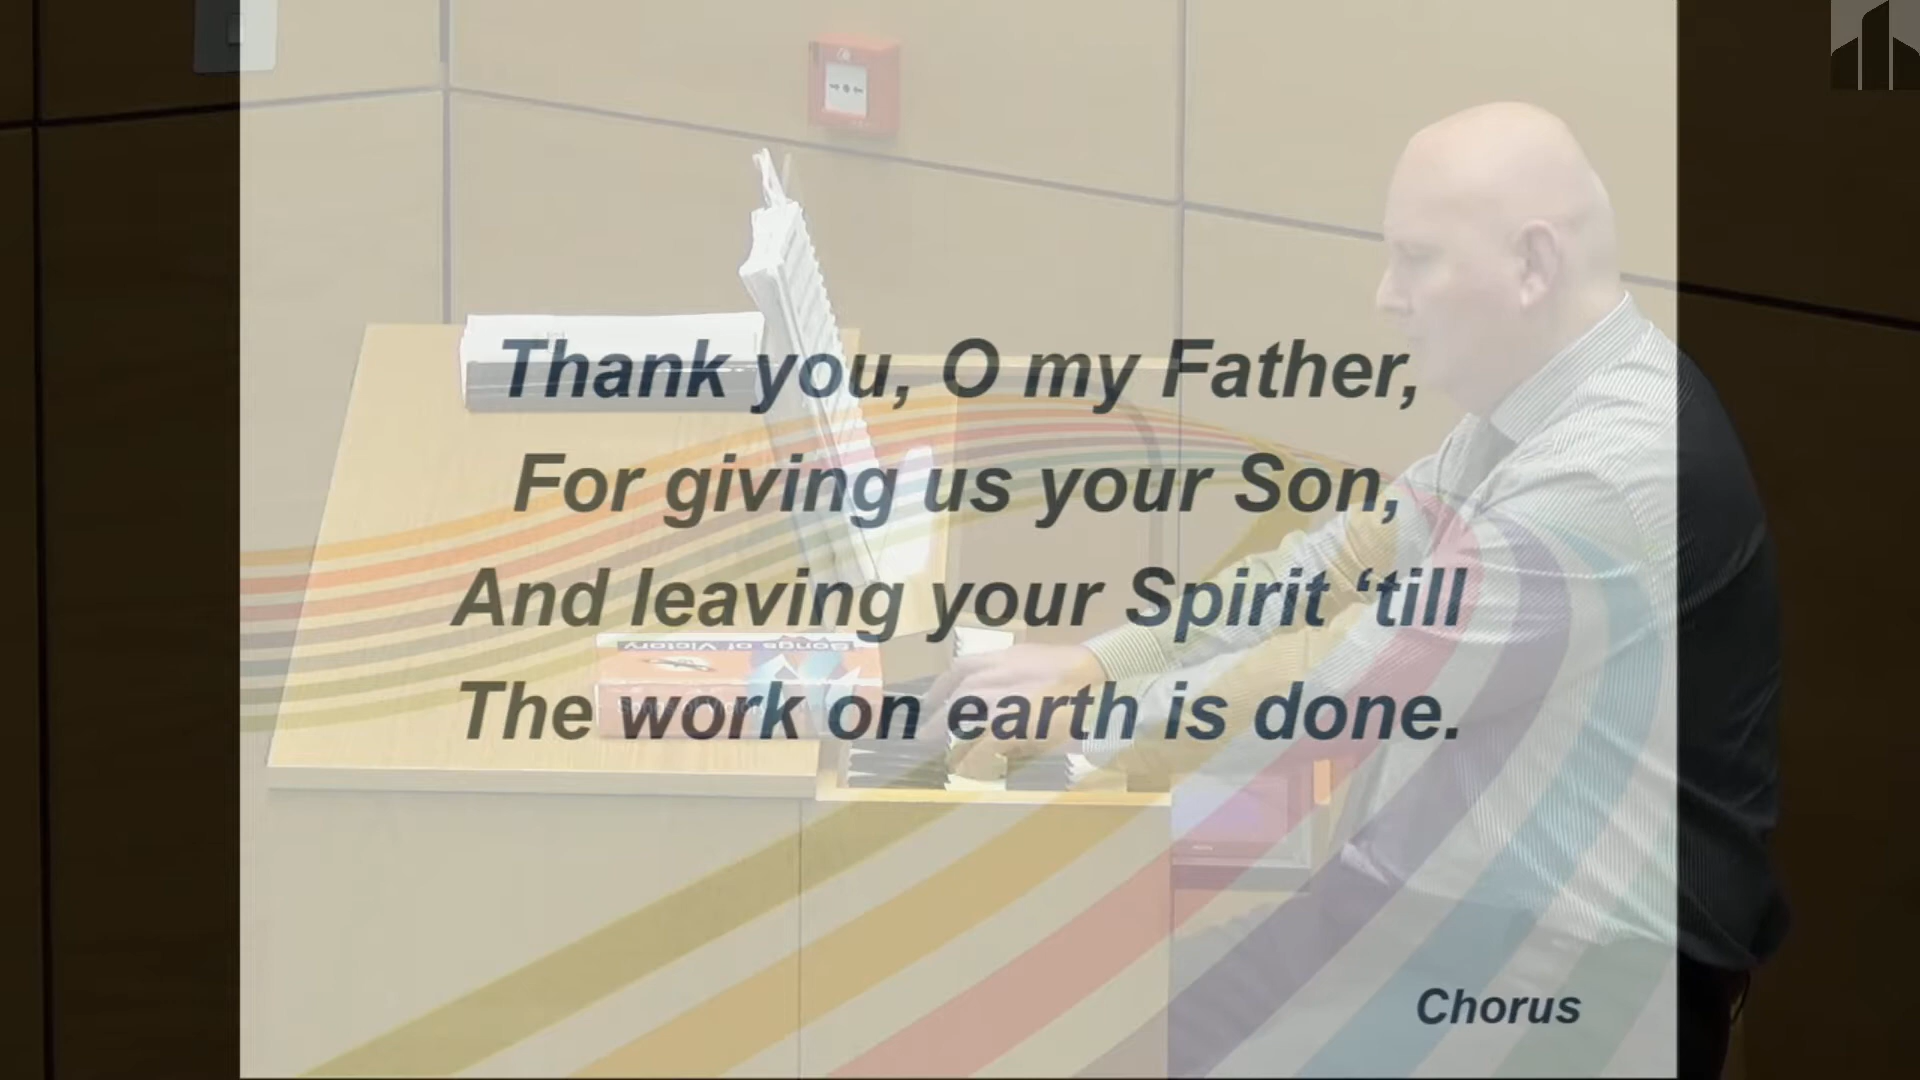 Thank you, O my Father,
For giving us your Son,
And leaving your Spirit ‘till
Songs of Victory
The work on earth is done.
Chorus